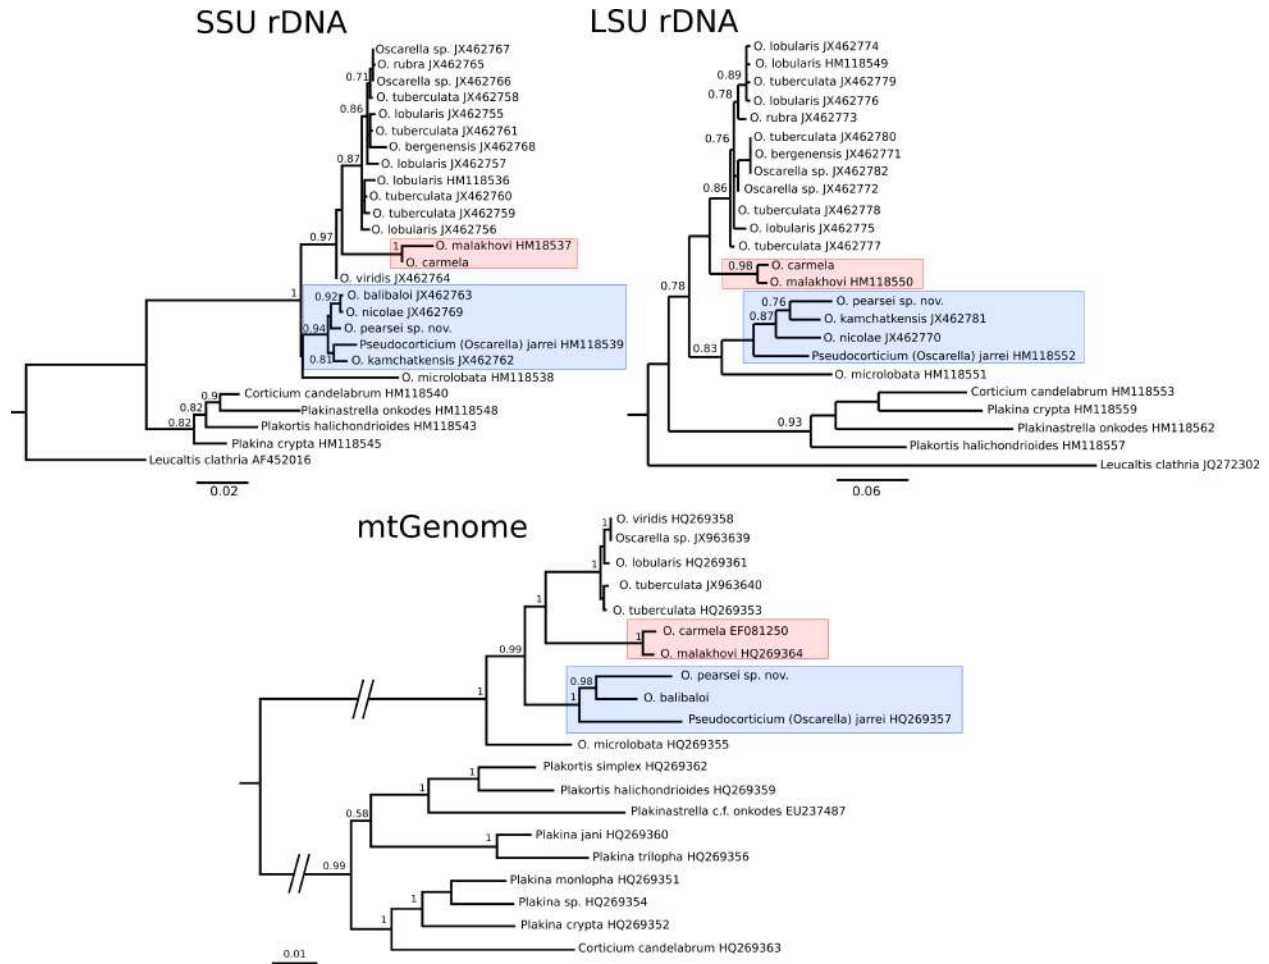 SSU rDNA
Oscarella sp. JX462767
O. rubra JX462765
0.71
Oscarella sp. JX462766
O. tuberculata JX462758
0.86
O. lobularis JX462755
O. tuberculata JX462761
O. bergenensis JX462768
0.87
O. lobularis JX462757
O. lobularis HM118536
O. tuberculata JX462760
O. tuberculata JX462759
O. lobularis JX462756
0.97
1
O. malakhovi HM18537
O. carmela
O. viridis JX462764
1
0.92
O. balibaloi JX462763
O. nicolae JX462769
0.94
O. pearsei sp. nov.
Pseudocorticium (Oscarella) jarrei HM118539
0.81
O. kamchatkensis JX462762
O. microlobata HM118538
0.9
Corticium candelabrum HM118540
0.82
Plakinastrella onkodes HM118548
0.82
Plakortis halichondrioides HM118543
Plakina crypta HM118545
Leucaltis clathria AF452016
0.02
LSU rDNA
O. lobularis JX462774
O. lobularis HM118549
0.89
O. tuberculata JX462779
0.78
O. lobularis JX462776
O. rubra JX462773
0.76
O. tuberculata JX462780
O. bergenensis JX462771
Oscarella sp. JX462782
0.86
Oscarella sp. JX462772
O. tuberculata JX462778
O. lobularis JX462775
O. tuberculata JX462777
0.98
O. carmela
O. malakhovi HM118550
0.78
0.76
O. pearsei sp. nov.
0.87
O. kamchatkensis JX462781
O. nicolae JX462770
0.83
Pseudocorticium (Oscarella) jarrei HM118552
O. microlobata HM118551
Corticium candelabrum HM118553
Plakina crypta HM118559
0.93
Plakinastrella onkodes HM118562
Plakortis halichondrioides HM118557
Leucaltis clathria JQ272302
0.06
mtGenome
1
O. viridis HQ269358
Oscarella sp. JX963639
1
O. lobularis HQ269361
O. tuberculata JX963640
1
O. tuberculata HQ269353
1
O. carmela EF081250
0.99
O. malakhovi HQ269364
0.98
O. pearsei sp. nov.
1
1
O. balibaloi
Pseudocorticium (Oscarella) jarrei HQ269357
O. microlobata HQ269355
1
Plakortis simplex HQ269362
1
Plakortis halichondrioides HQ269359
Plakinastrella c.f. onkodes EU237487
0.58
1
Plakina jani HQ269360
Plakina trilopha HQ269356
0.99
Plakina monlopha HQ269351
1
Plakina sp. HQ269354
1
Plakina crypta HQ269352
Corticium candelabrum HQ269363
0.01